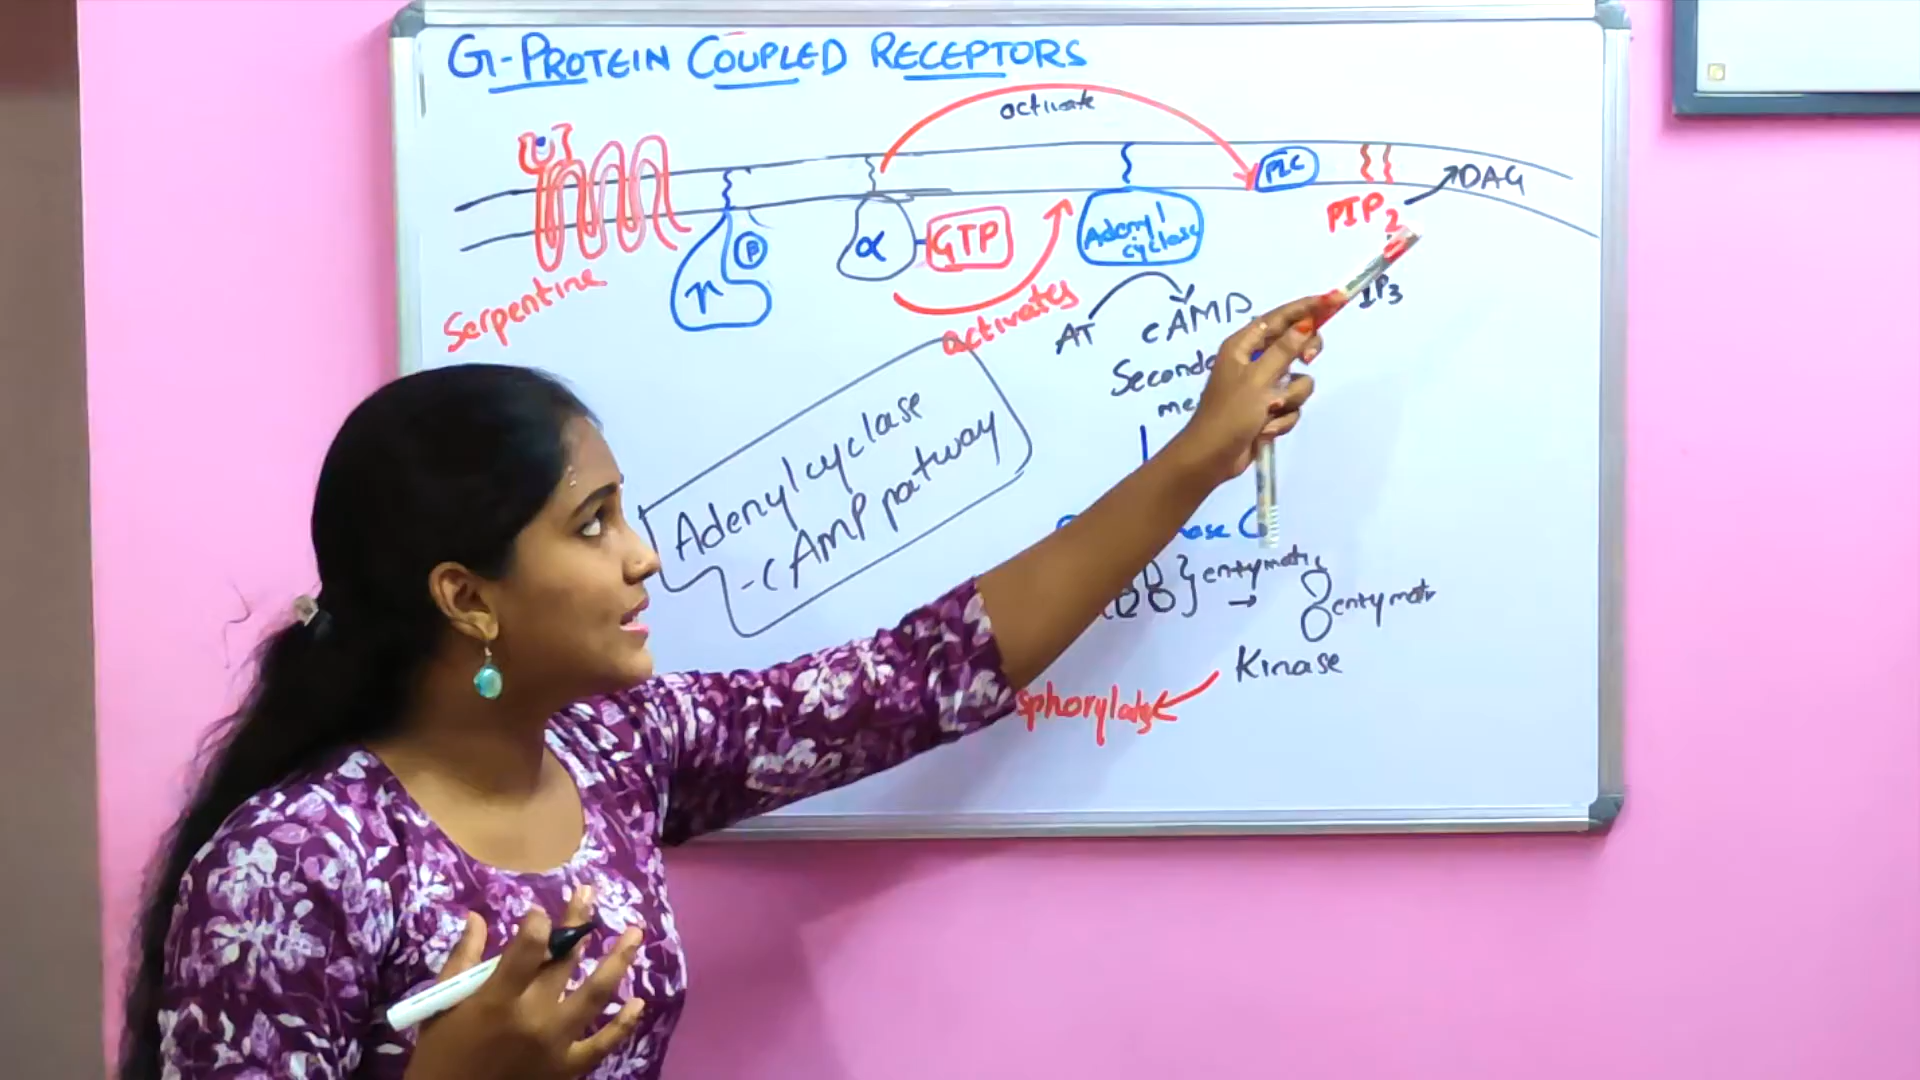 G-PROTEIN COUPLED RECEPTORS
activate
PLC
DAG
PIP2
IP3
α
GTP
Adenyl
cyclase
β
γ
Serpentine
activates
AT
cAMP
Adenylcyclase
-cAMP patway
enzymatic
enzymatic
Kinase